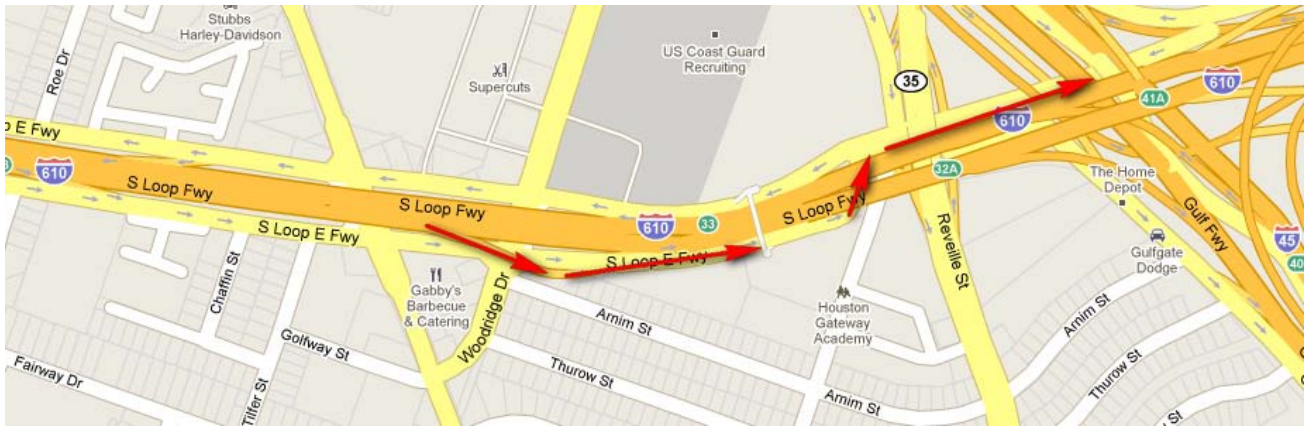 Stubbs
Harley-Davidson
Roe Dr
Supercuts
US Coast Guard
Recruiting
35
610
41A
610
E Fwy
610
S Loop Fwy
S Loop Fwy
S Loop E Fwy
610
33
S Loop Fwy
32A
The Home
Depot
S Loop E Fwy
Reveille St
Gulf Fwy
45
40
Gulfgate
Dodge
Chaffin St
Gabby's
Barbecue
& Catering
Woodridge Dr
Houston
Gateway
Academy
Arnim St
Arnim St
Golfway St
Thurow St
Thurow St
Fairway Dr
Tilfer St
Arnim St